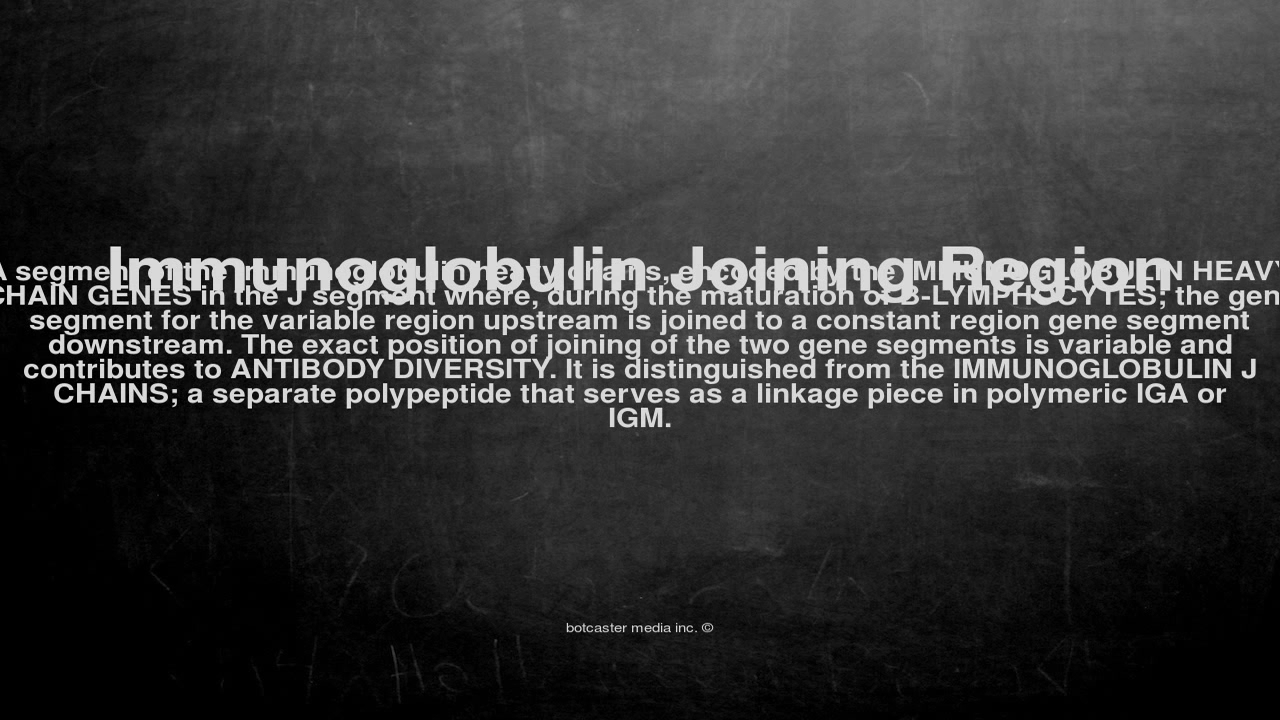 Immunoglobulin Joining Region
A segment of the immunoglobulin heavy chains, encoded by the IMMUNOGLOBULIN HEAVY
CHAIN GENES in the J segment where, during the maturation of B-LYMPHOCYTES; the gen
segment for the variable region upstream is joined to a constant region gene segment
downstream. The exact position of joining of the two gene segments is variable and
contributes to ANTIBODY DIVERSITY. It is distinguished from the IMMUNOGLOBULIN J
CHAINS; a separate polypeptide that serves as a linkage piece in polymeric IGA or
IGM.
botcaster media inc. ©